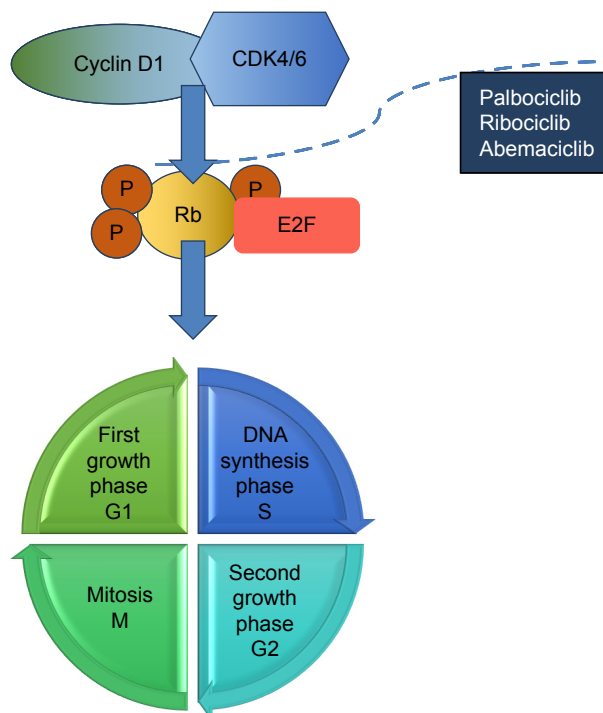 Cyclin D1
CDK4/6
Palbociclib
Ribociclib
Abemaciclib
P
P
P
Rb
E2F
First
growth
phase
G1
DNA
synthesis
phase
S
Mitosis
M
Second
growth
phase
G2